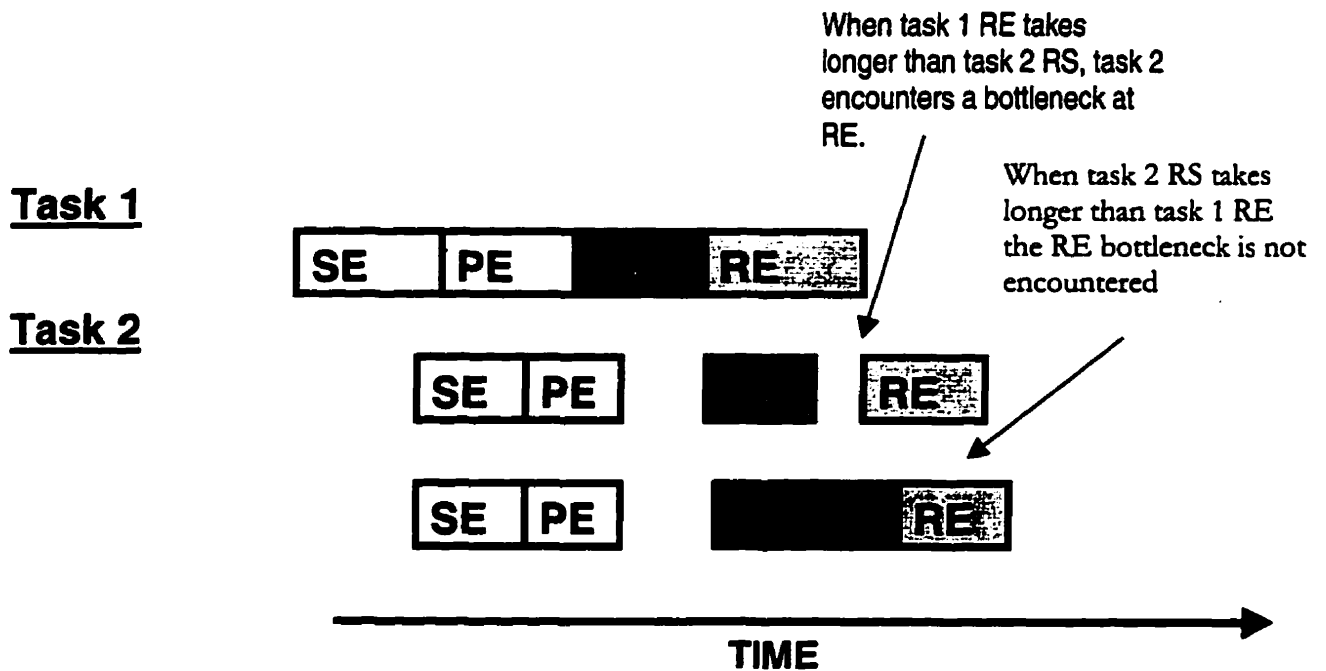 When task 1 RE takes
longer than task 2 RS, task 2
encounters a bottleneck at
RE.
When task 2 RS takes
longer than task 1 RE
the RE bottleneck is not
encountered
Task 1
SE PE RE
Task 2
SE PE RE
SE PE RE
TIME